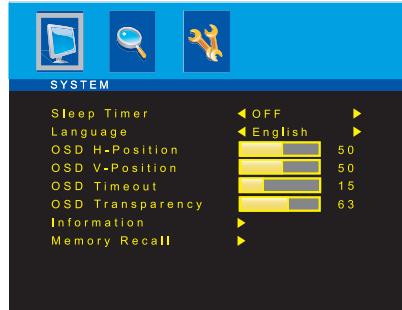 SYSTEM
Sleep Timer OFF
Language English
OSD H-Position 50
OSD V-Position 50
OSD Timeout 15
OSD Transparency 63
Information
Memory Recall